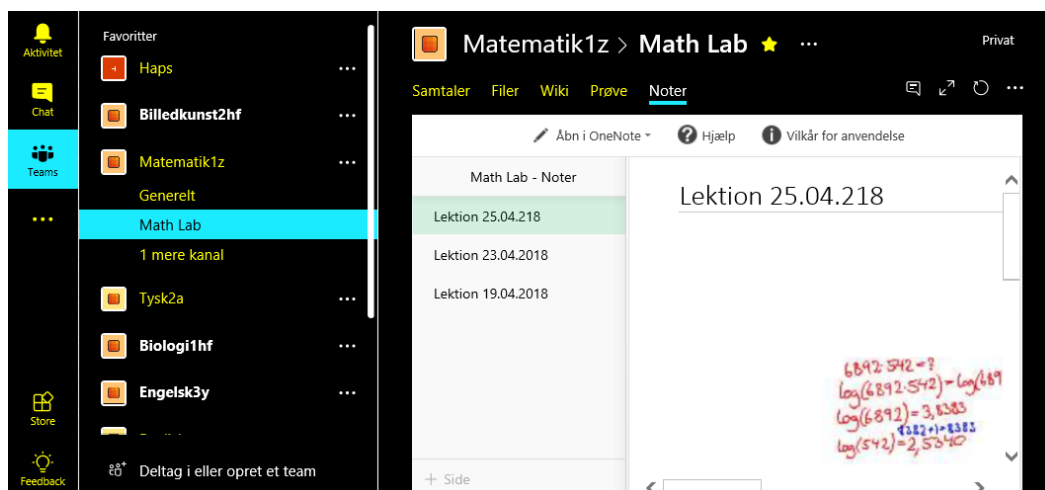 Aktivitet
Chat
Teams
Store
Feedback
Favoritter
Haps
Billedkunst2hf
Matematik1z
Generelt
Math Lab
1 mere kanal
Tysk2a
Biologi1hf
Engelsk3y
Deltag i eller opret et team
Matematik1z > Math Lab
Privat
Samtaler Filer Wiki Prøve Noter
Åbn i OneNote Hjælp Vilkår for anvendelse
Math Lab - Noter
Lektion 25.04.218
Lektion 23.04.2018
Lektion 19.04.2018
+ Side
Lektion 25.04.218
6892·542=?
log(6892·542)=log(689
log(6892)=3,8383
8382+1=8383
log(542)=2,5340